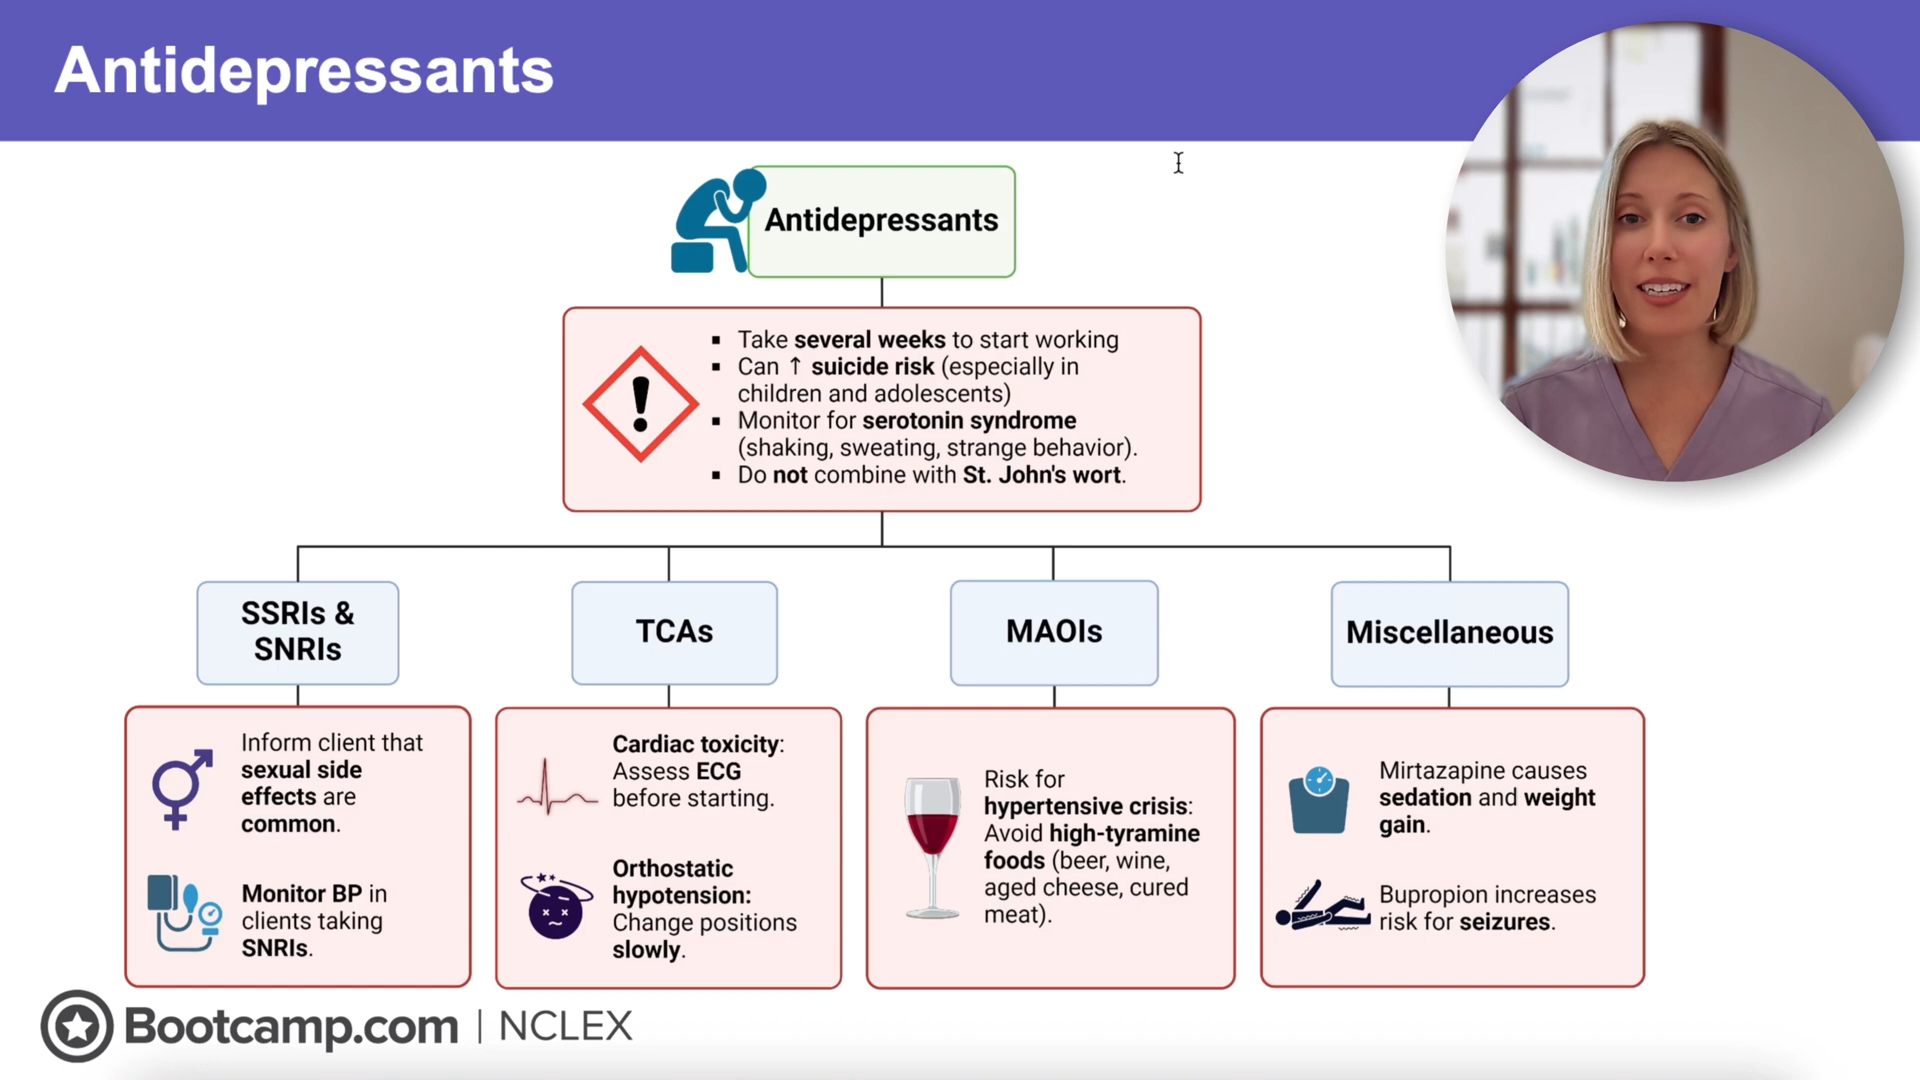 Antidepressants
Antidepressants
▪ Take several weeks to start working
▪ Can ↑ suicide risk (especially in
children and adolescents)
▪ Monitor for serotonin syndrome
(shaking, sweating, strange behavior).
▪ Do not combine with St. John's wort.
SSRIs &
SNRIs
Inform client that
sexual side
effects are
common.
Monitor BP in
clients taking
SNRIs.
TCAs
Cardiac toxicity:
Assess ECG
before starting.
Orthostatic
hypotension:
Change positions
slowly.
MAOIs
Risk for
hypertensive crisis:
Avoid high-tyramine
foods (beer, wine,
aged cheese, cured
meat).
Miscellaneous
Mirtazapine causes
sedation and weight
gain.
Bupropion increases
risk for seizures.
Bootcamp.com | NCLEX